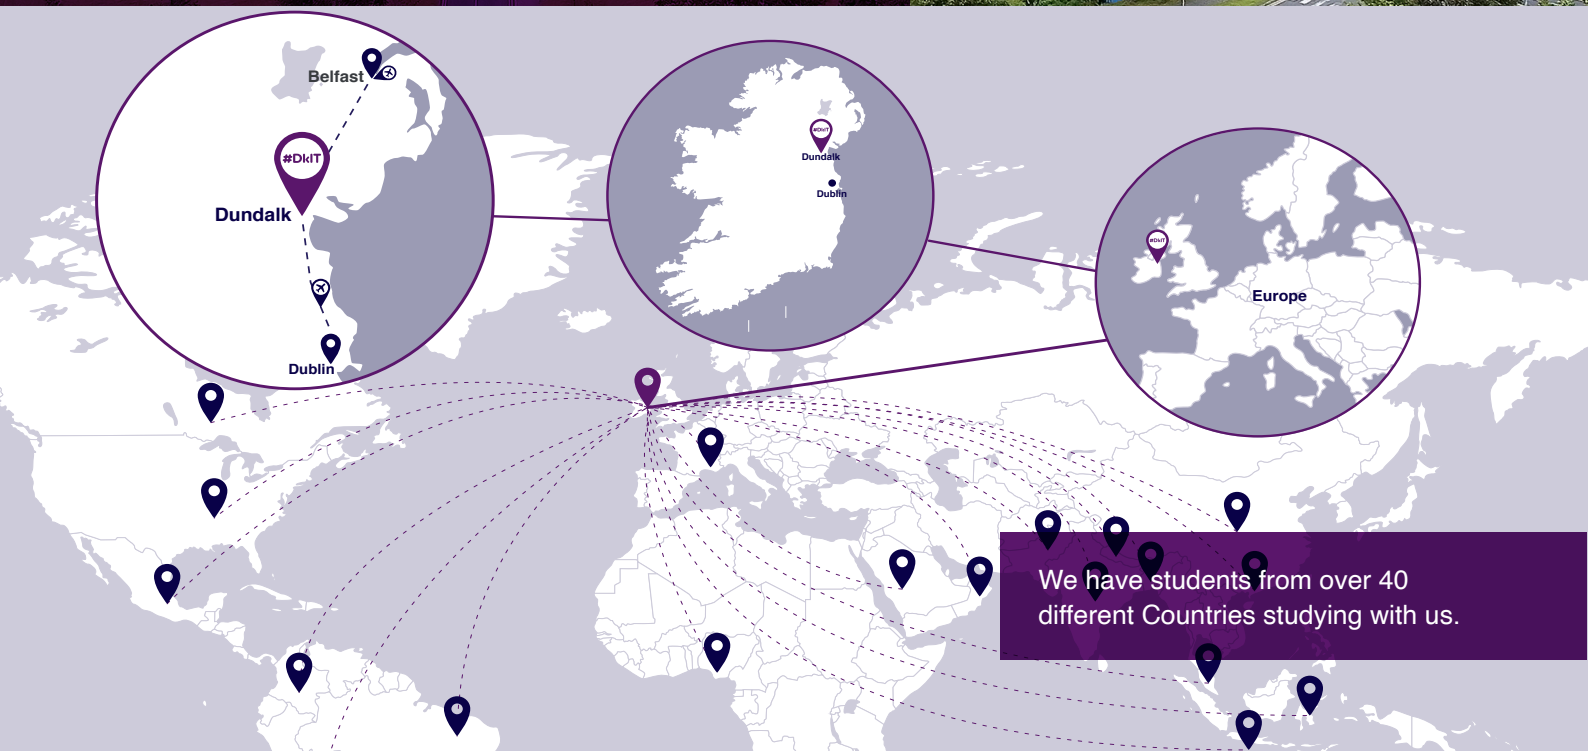 Belfast
#DkIT
Dundalk
Dublin
#DkIT
Dundalk
Dublin
#DkIT
Europe
We have students from over 40
different Countries studying with us.